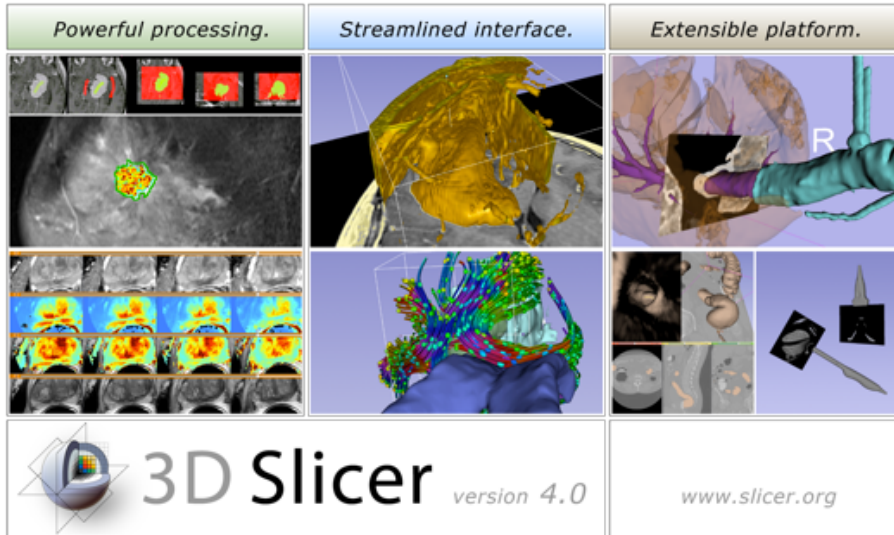 Powerful processing.
Streamlined interface.
Extensible platform.
R
3D Slicer version 4.0
www.slicer.org